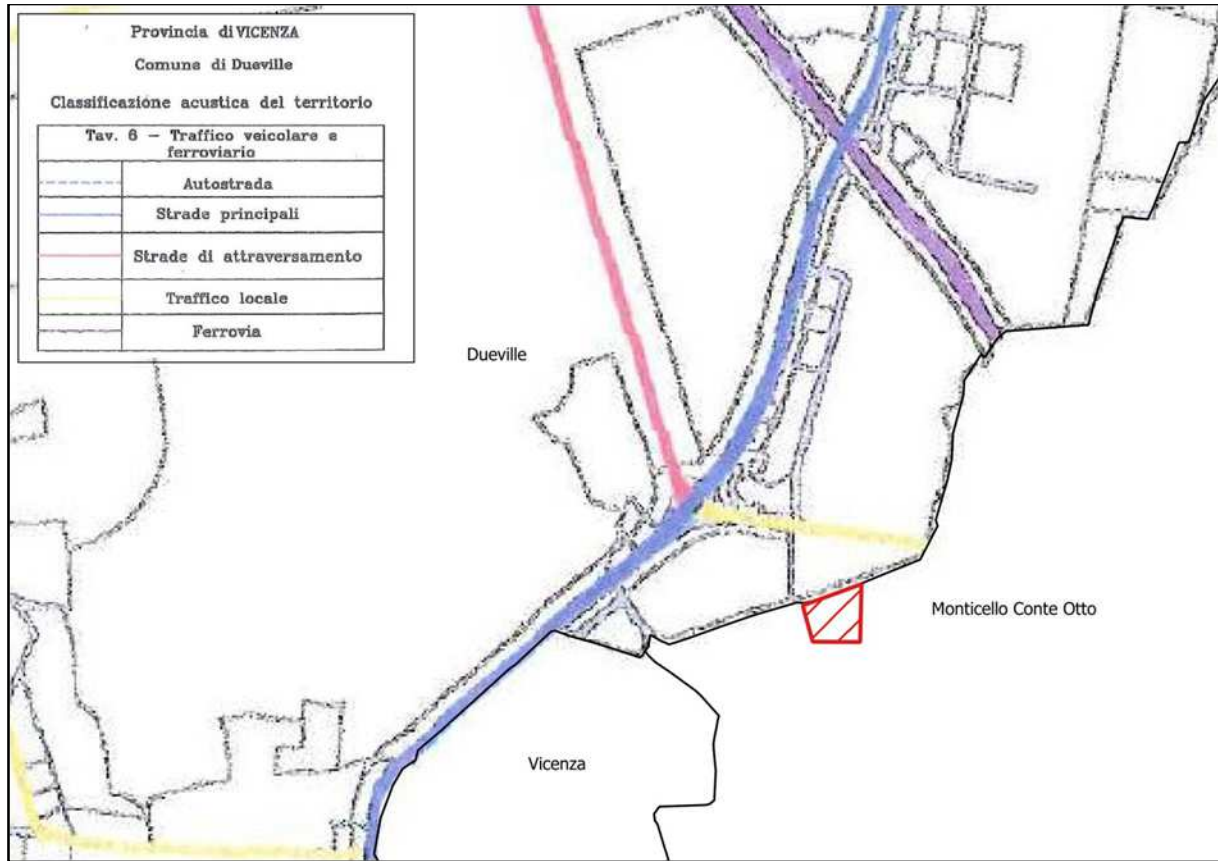 Provincia di VICENZA
Comune di Dueville
Classificazione acustica del territorio
Tav. 6 – Traffico veicolare e
ferroviario
Autostrada
Strade principali
Strade di attraversamento
Traffico locale
Ferrovia
Dueville
Monticello Conte Otto
Vicenza